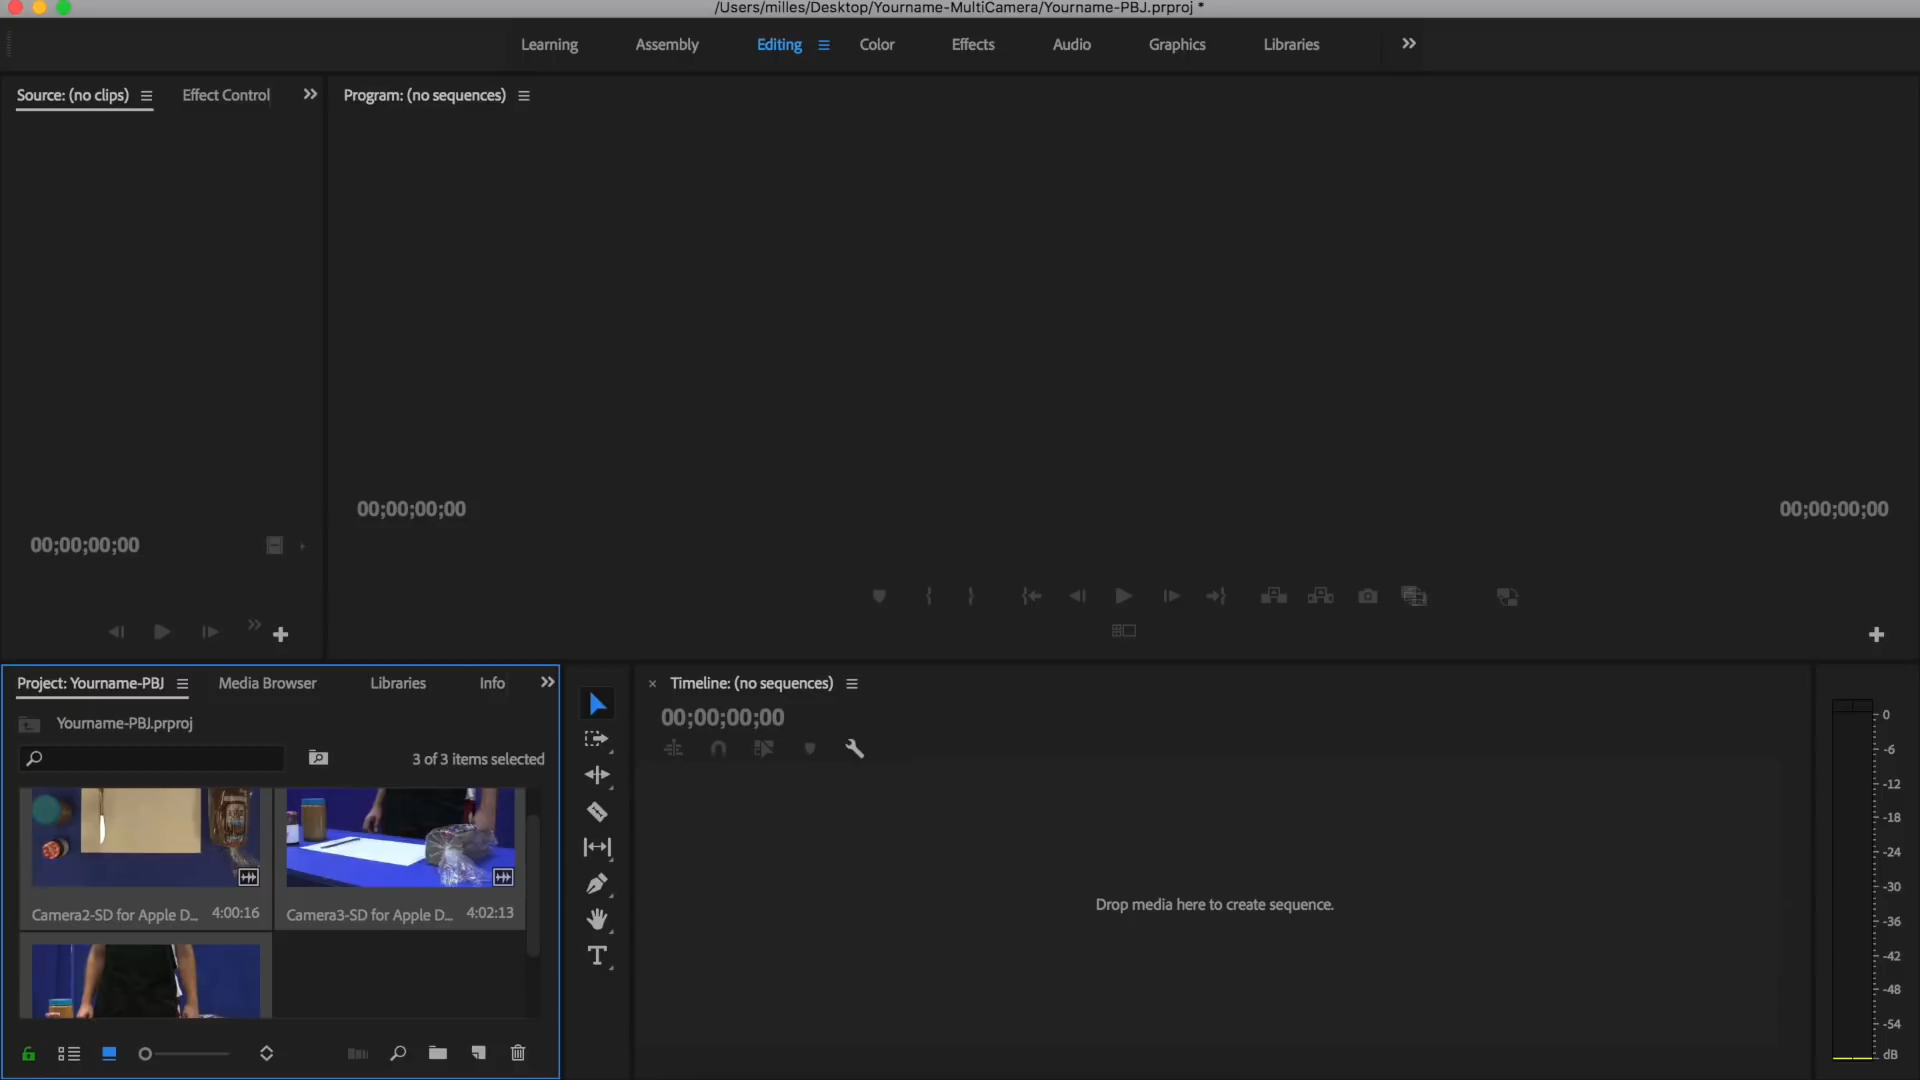 /Users/milles/Desktop/Yourname-MultiCamera/Yourname-PBJ.prproj *
Learning Assembly Editing Color Effects Audio Graphics Libraries
Source: (no clips) Effect Control Program: (no sequences)
00;00;00;00 00;00;00;00
00;00;00;00
Project: Yourname-PBJ Media Browser Libraries Info
Yourname-PBJ.prproj
3 of 3 items selected
Camera2-SD for Apple D... 4:00:16
Camera3-SD for Apple D... 4:02:13
Timeline: (no sequences)
00;00;00;00
Drop media here to create sequence.
0
-6
-12
-18
-24
-30
-36
-42
-48
-54
dB